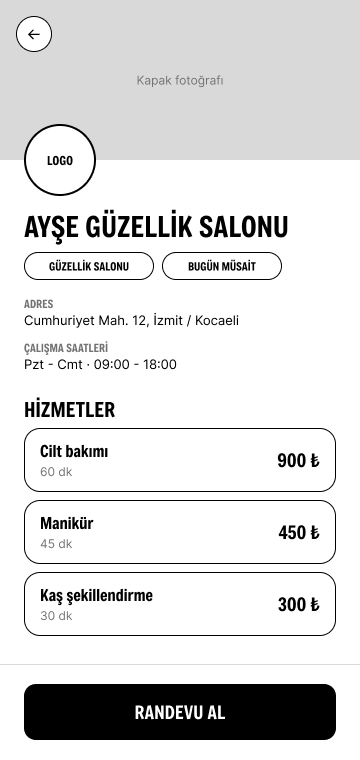 ←
Kapak fotoğrafı
LOGO
AYŞE GÜZELLİK SALONU
GÜZELLİK SALONU
BUGÜN MÜSAİT
ADRES
Cumhuriyet Mah. 12, İzmit / Kocaeli
ÇALIŞMA SAATLERİ
Pzt - Cmt · 09:00 - 18:00
HİZMETLER
Cilt bakımı
60 dk
900 ₺
Manikür
45 dk
450 ₺
Kaş şekillendirme
30 dk
300 ₺
RANDEVU AL